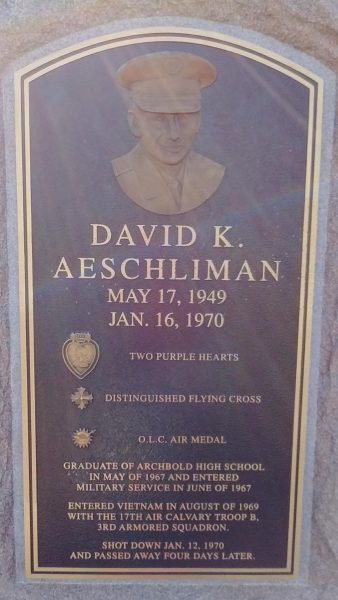 DAVID K.
AESCHLIMAN
MAY 17, 1949
JAN. 16, 1970
TWO PURPLE HEARTS
DISTINGUISHED FLYING CROSS
O.L.C. AIR MEDAL
GRADUATE OF ARCHBOLD HIGH SCHOOL
IN MAY OF 1967 AND ENTERED
MILITARY SERVICE IN JUNE OF 1967
ENTERED VIETNAM IN AUGUST OF 1969
WITH THE 17TH AIR CALVARY TROOP B,
3RD ARMORED SQUADRON.
SHOT DOWN JAN. 12, 1970
AND PASSED AWAY FOUR DAYS LATER.